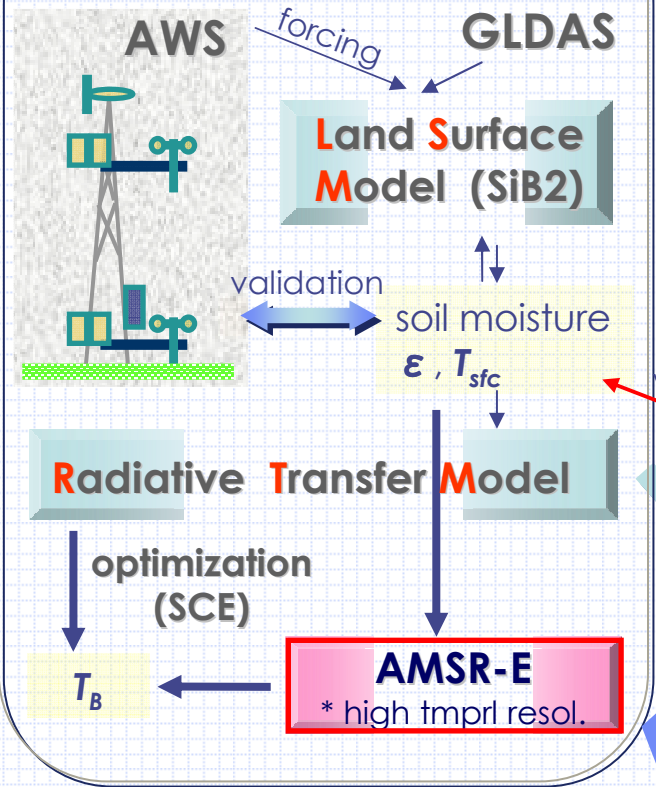 AWS
forcing
GLDAS
Land Surface
Model (SiB2)
validation
soil moisture
ε , Tsfc
Radiative Transfer Model
optimization
(SCE)
TB
AMSR-E
* high tmprl resol.